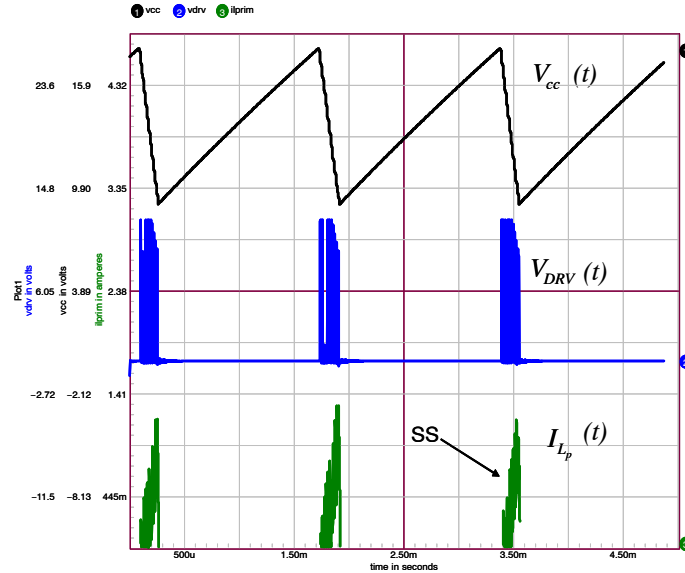 1 vcc 2 vdrv 3 ilprim
23.6 15.9 4.32
V_cc (t)
14.8 9.90 3.35
Plot1
vdrv in volts
vcc in volts
ilprim in amperes
6.05 3.89 2.38
V_DRV (t)
-2.72 -2.12 1.41
SS
I_Lp (t)
-11.5 -8.13 445m
500u 1.50m 2.50m 3.50m 4.50m
time in seconds